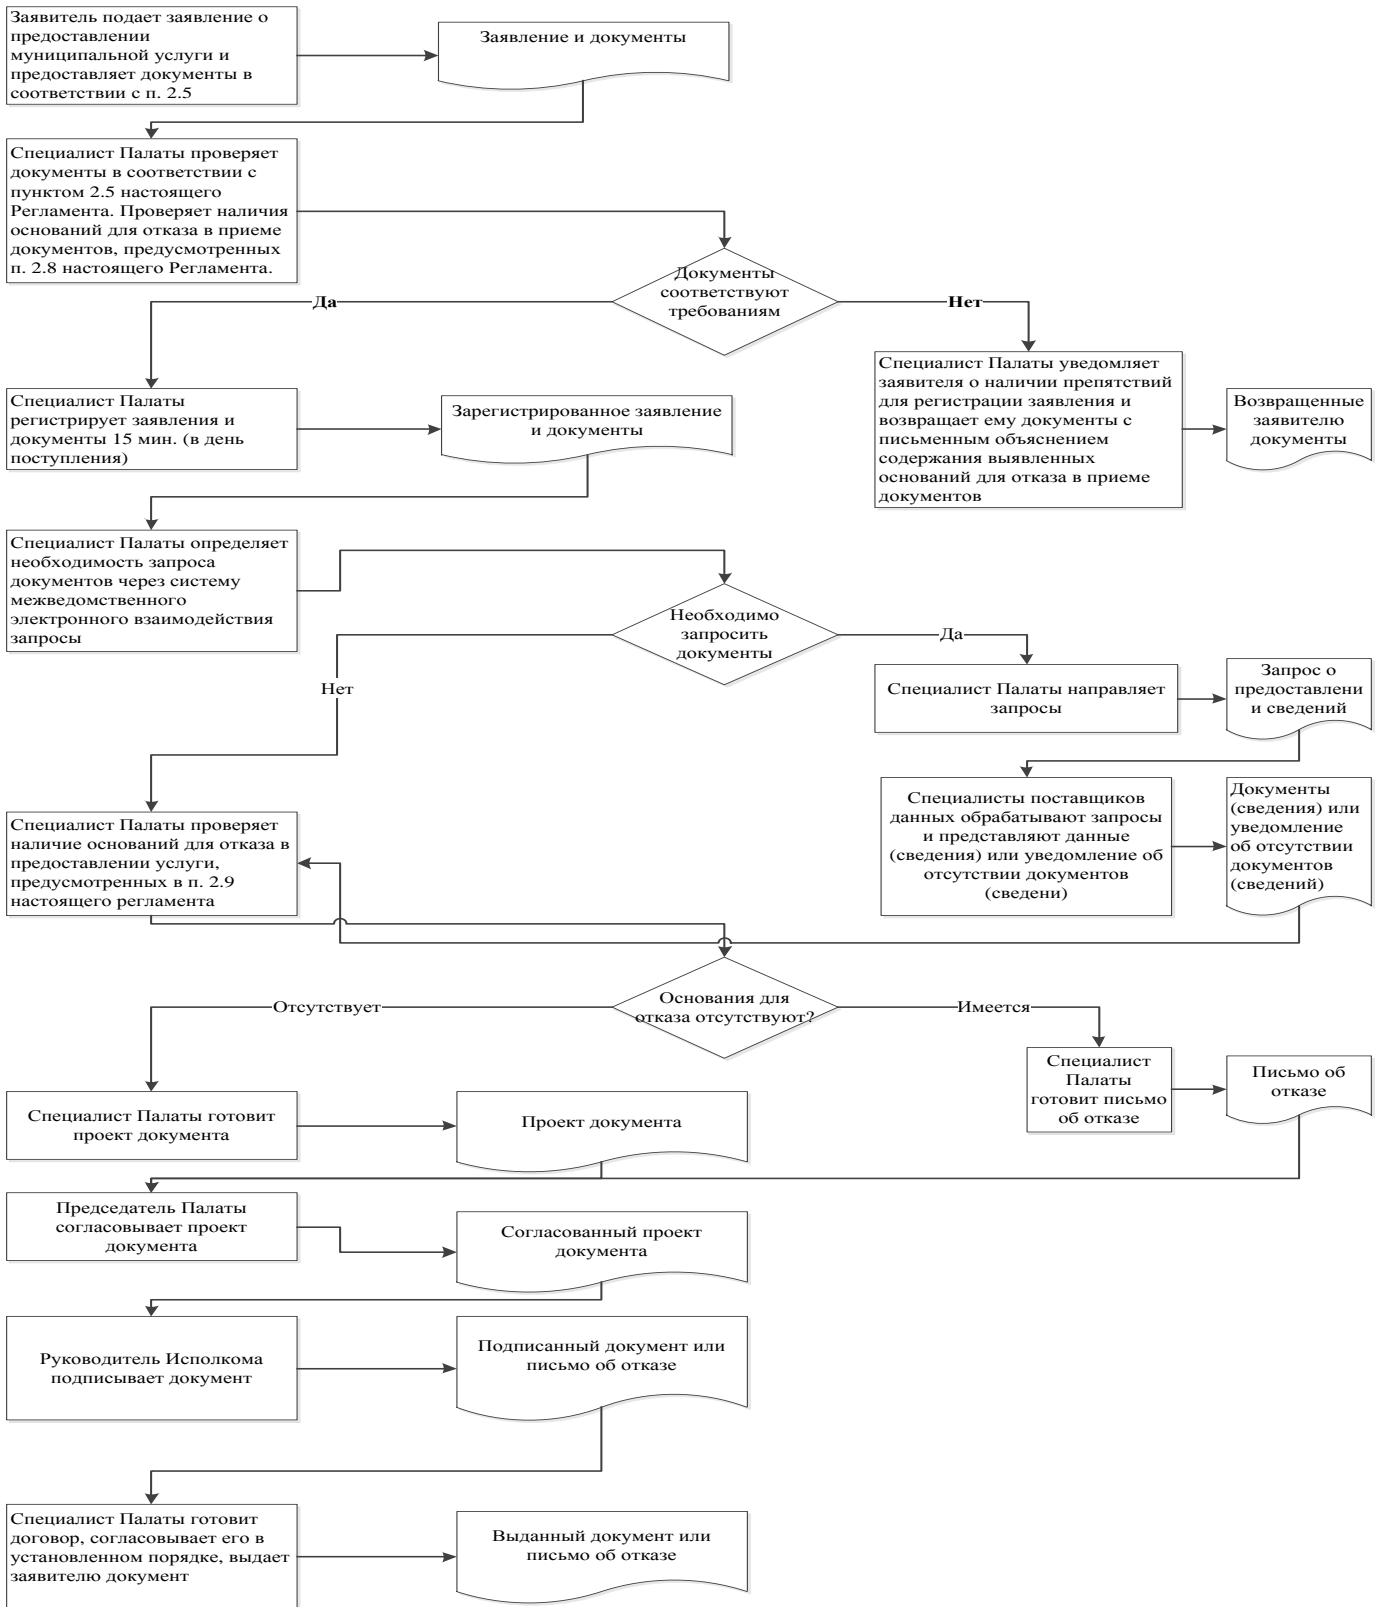 Заявитель подает заявление о
предоставлении
муниципальной услуги и
предоставляет документы в
соответствии с п. 2.5
Заявление и документы
Специалист Палаты проверяет
документы в соответствии с
пунктом 2.5 настоящего
Регламента. Проверяет наличия
оснований для отказа в приеме
документов, предусмотренных
п. 2.8 настоящего Регламента.
Документы
соответствуют
требованиям
Да
Нет
Специалист Палаты
регистрирует заявления и
документы 15 мин. (в день
поступления)
Зарегистрированное заявление
и документы
Специалист Палаты уведомляет
заявителя о наличии препятствий
для регистрации заявления и
возвращает ему документы с
письменным объяснением
содержания выявленных
оснований для отказа в приеме
документов
Возвращенные
заявителю
документы
Специалист Палаты определяет
необходимость запроса
документов через систему
межведомственного
электронного взаимодействия
запросы
Необходимо
запросить
документы
Да
Нет
Специалист Палаты направляет
запросы
Запрос о
предоставлени
и сведений
Специалисты поставщиков
данных обрабатывают запросы
и представляют данные
(сведения) или уведомление об
отсутствии документов
(сведени)
Документы
(сведения) или
уведомление
об отсутствии
документов
(сведений)
Специалист Палаты проверяет
наличие оснований для отказа в
предоставлении услуги,
предусмотренных в п. 2.9
настоящего регламента
Основания для
отказа отсутствуют?
Отсутствует
Имеется
Специалист
Палаты
готовит письмо
об отказе
Письмо об
отказе
Специалист Палаты готовит
проект документа
Проект документа
Председатель Палаты
согласовывает проект
документа
Согласованный проект
документа
Руководитель Исполкома
подписывает документ
Подписанный документ или
письмо об отказе
Специалист Палаты готовит
договор, согласовывает его в
установленном порядке, выдает
заявителю документ
Выданный документ или
письмо об отказе